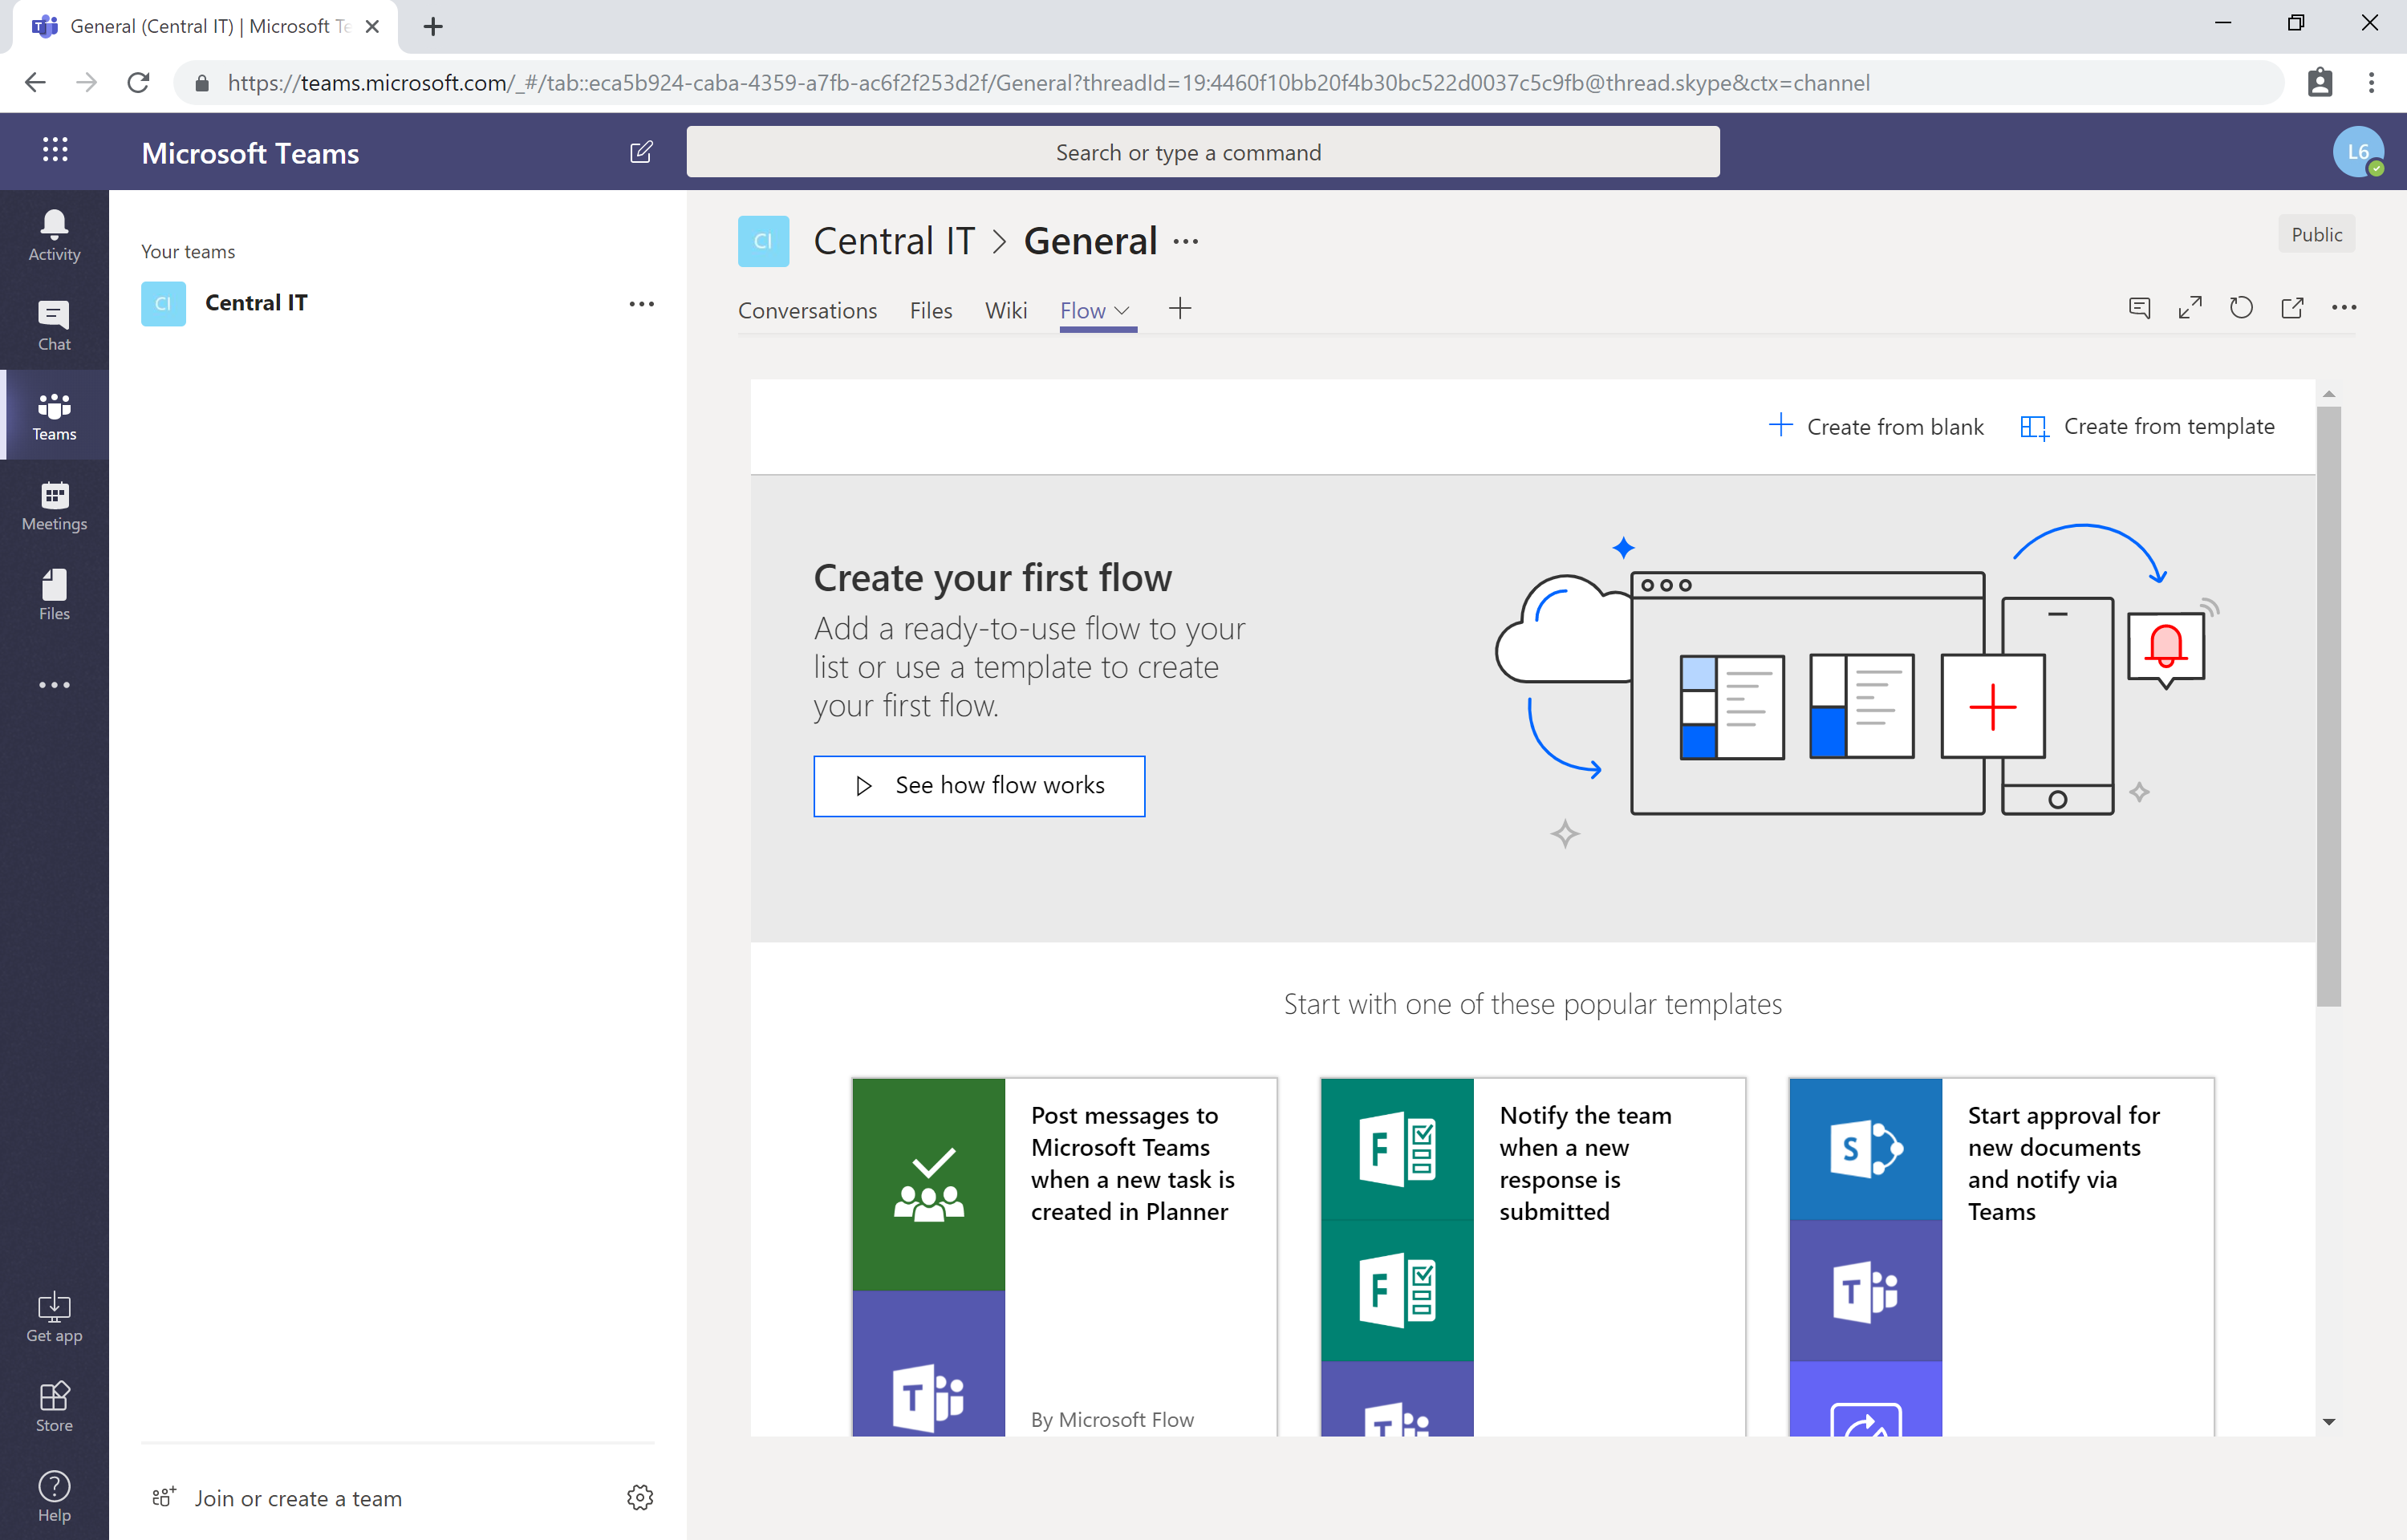 General (Central IT) | Microsoft Te
https://teams.microsoft.com/_#/tab::eca5b924-caba-4359-a7fb-ac6f2f253d2f/General?threadId=19:4460f10bb20f4b30bc522d0037c5c9fb@thread.skype&ctx=channel
Microsoft Teams
Search or type a command
L6
Activity
Chat
Teams
Meetings
Files
Get app
Store
Help
Your teams
CI
Central IT
Join or create a team
CI
Central IT > General
Public
Conversations Files Wiki Flow
Create from blank Create from template
Create your first flow
Add a ready-to-use flow to your
list or use a template to create
your first flow.
See how flow works
Start with one of these popular templates
Post messages to
Microsoft Teams
when a new task is
created in Planner
By Microsoft Flow
T
F
F
T
Notify the team
when a new
response is
submitted
S
T
Start approval for
new documents
and notify via
Teams